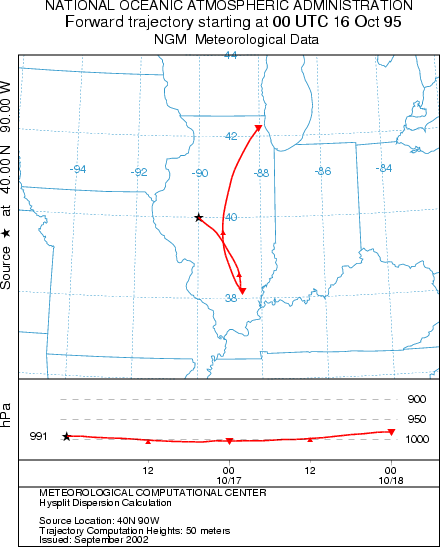 NATIONAL OCEANIC ATMOSPHERIC ADMINISTRATION
Forward trajectory starting at 00 UTC 16 Oct 95
NGM Meteorological Data
Source ★ at 40.00 N 90.00 W
44
42
-94
-92
-90
-88
-86
-84
40
38
hPa
900
950
991
1000
12
00
12
00
10/17
10/18
METEOROLOGICAL COMPUTATIONAL CENTER
Hysplit Dispersion Calculation
Source Location: 40N 90W
Trajectory Computation Heights: 50 meters
Issued: September 2002